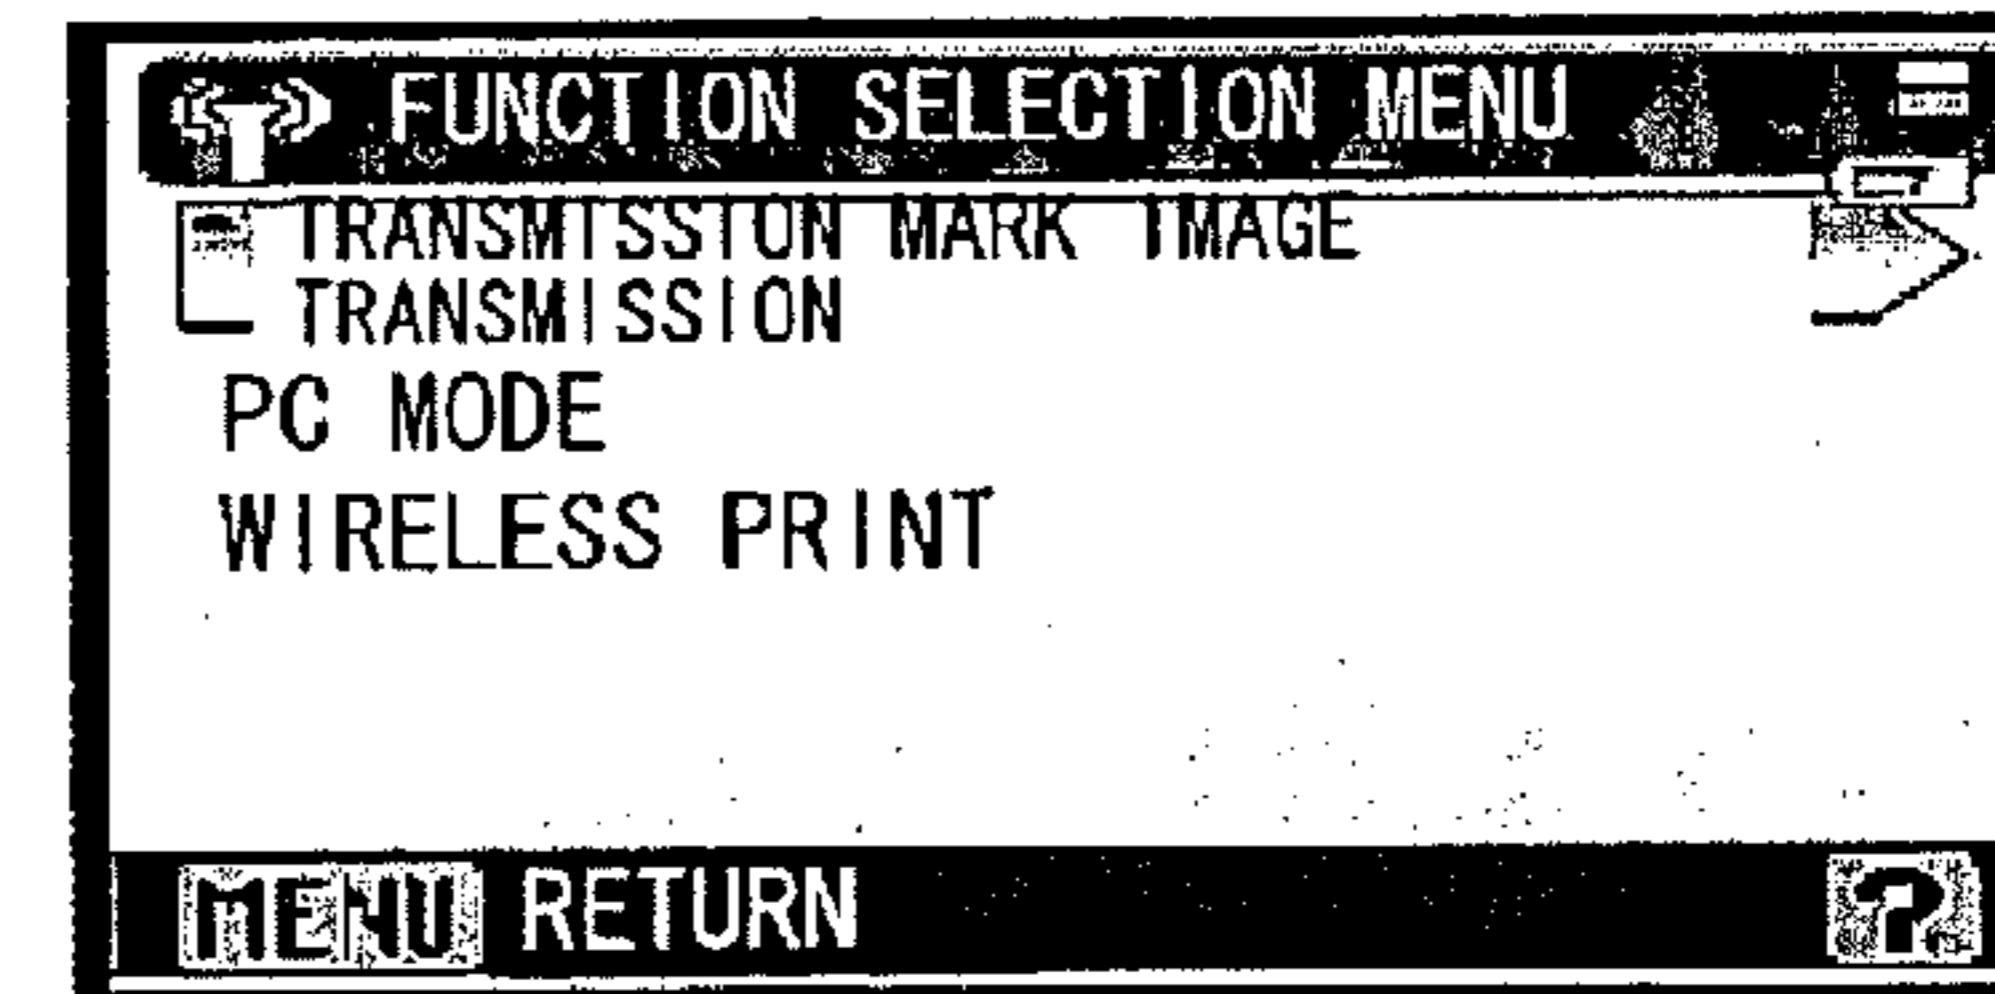 FUNCTION SELECTION MENU
TRANSMISSION MARK IMAGE
TRANSMISSION
PC MODE
WIRELESS PRINT
MENU RETURN
?